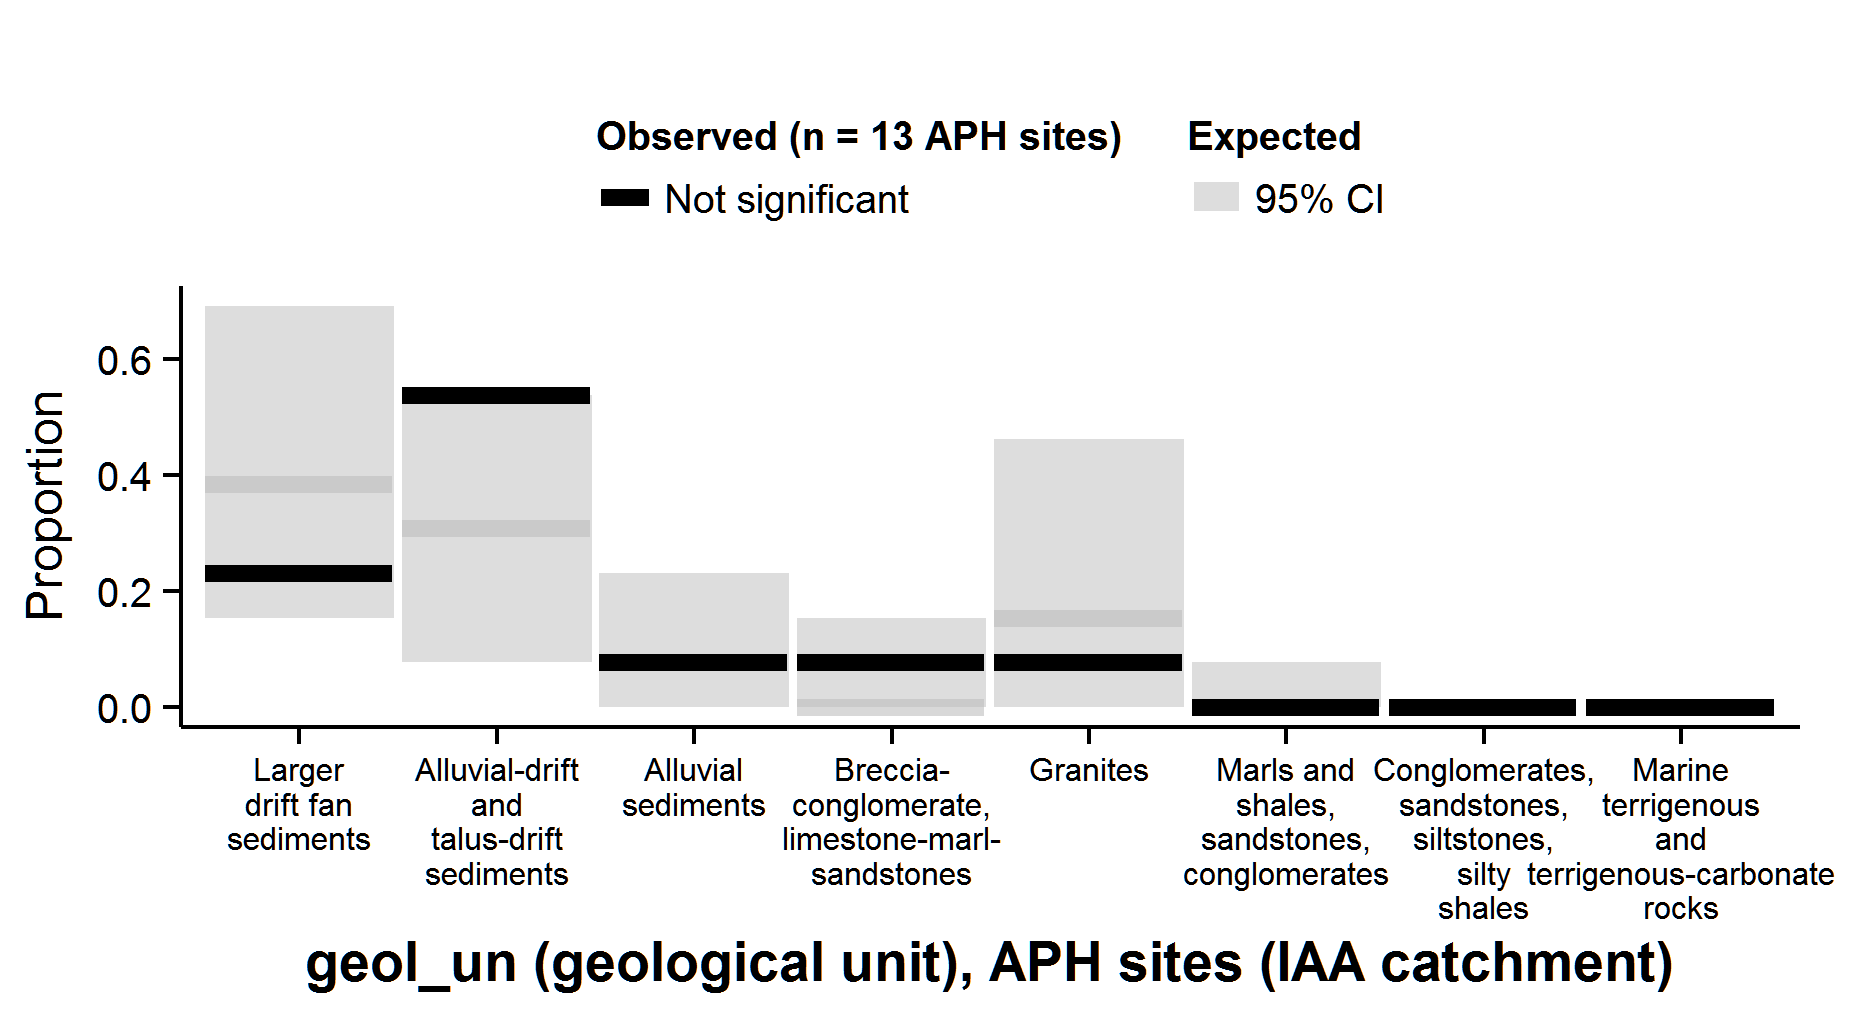 Observed (n = 13 APH sites) Expected
Not significant 95% CI
Proportion
0.6
0.4
0.2
0.0
Larger
drift fan
sediments
Alluvial-drift
and
talus-drift
sediments
Alluvial
sediments
Breccia-
conglomerate,
limestone-marl-
sandstones
Granites
Marls and
shales,
sandstones,
conglomerates
Conglomerates,
sandstones,
siltstones,
silty
shales
Marine
terrigenous
and
terrigenous-carbonate
rocks
geol_un (geological unit), APH sites (IAA catchment)